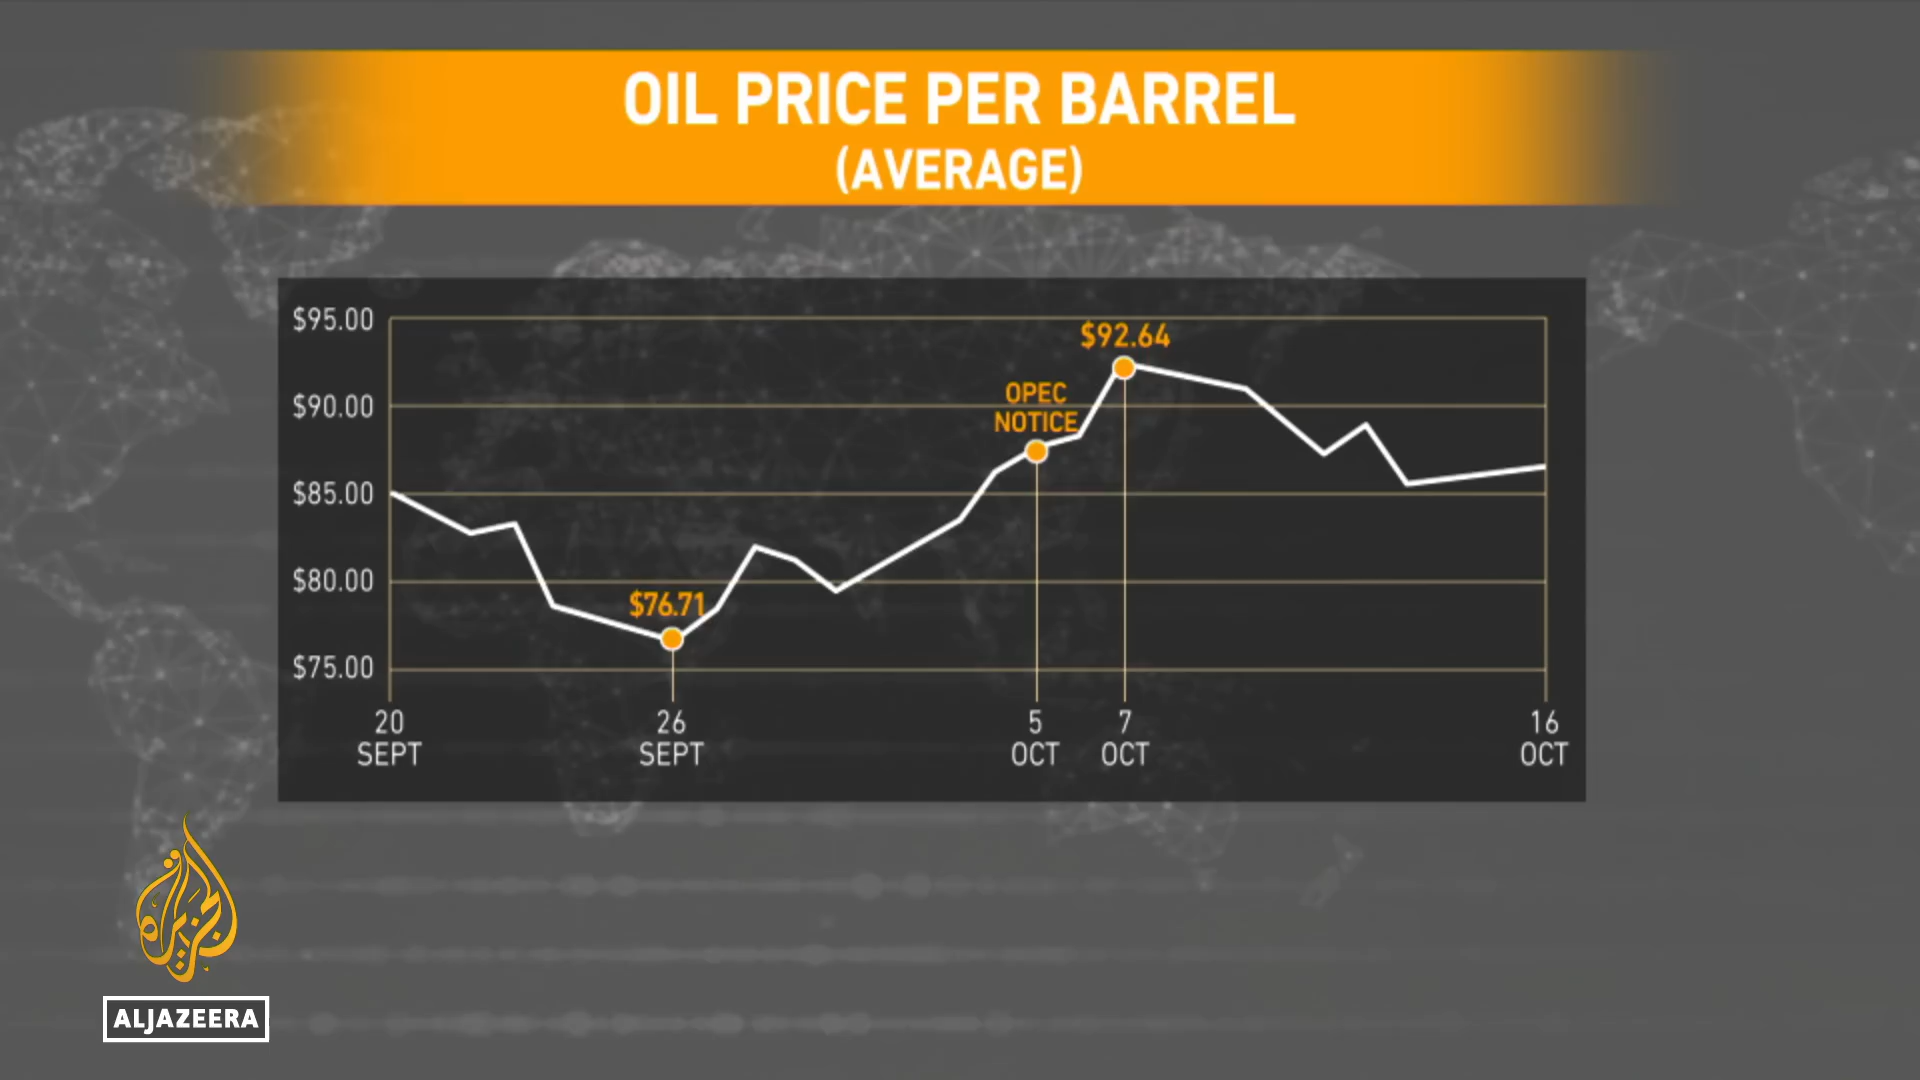 OIL PRICE PER BARREL
(AVERAGE)
$95.00
$90.00
$85.00
$80.00
$75.00
$76.71
OPEC
NOTICE
$92.64
20
SEPT
26
SEPT
5
OCT
7
OCT
16
OCT
الجزيرة
ALJAZEERA